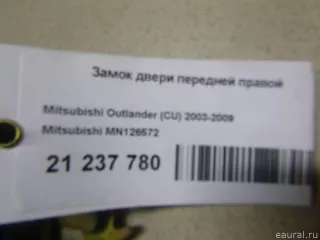 Замок двери передней правой
Mitsubishi Outlander (CU) 2003-2009
Mitsubishi MN126572
21 237 780
eaural.ru